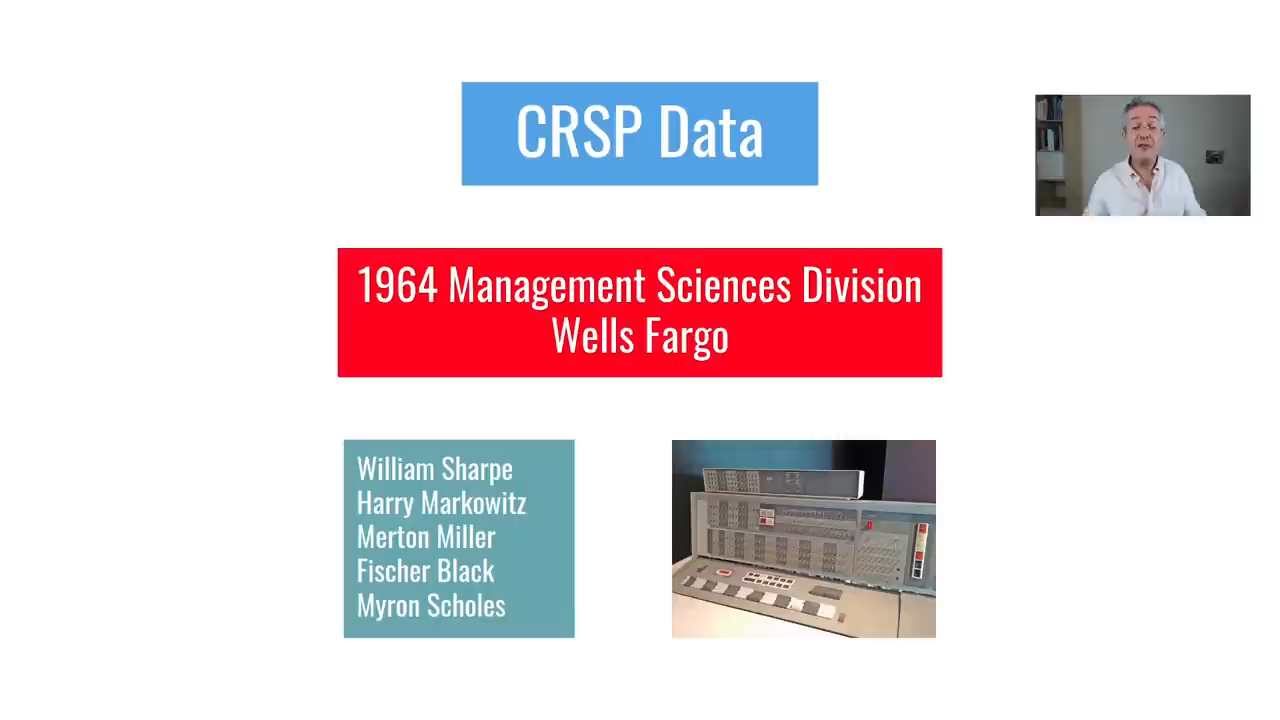 CRSP Data
1964 Management Sciences Division
Wells Fargo
William Sharpe
Harry Markowitz
Merton Miller
Fischer Black
Myron Scholes